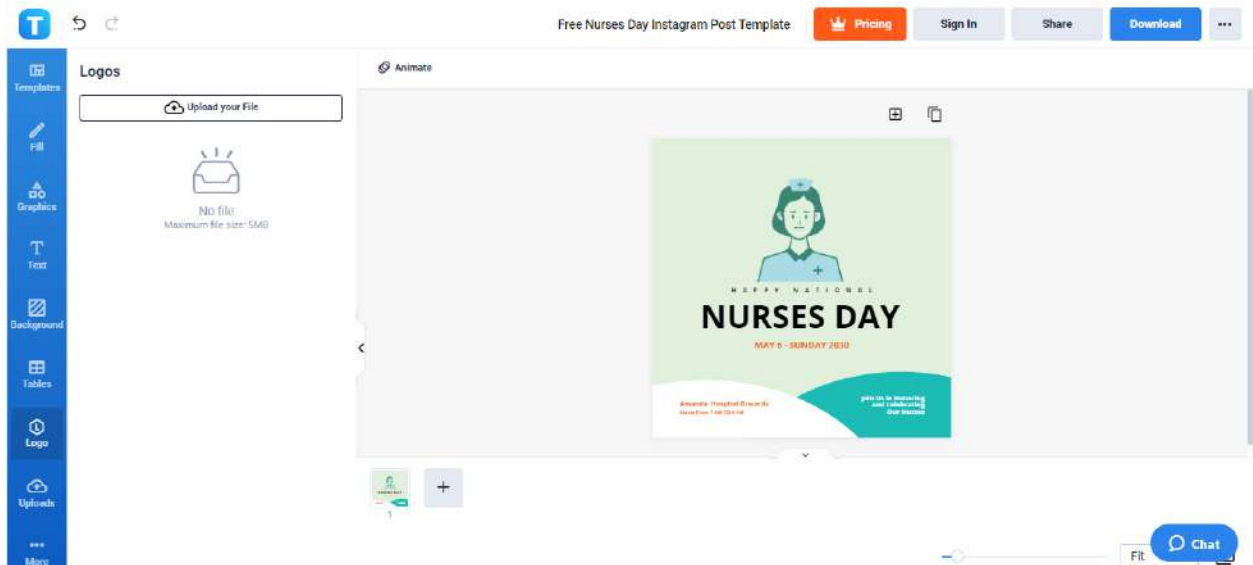 T
Free Nurses Day Instagram Post Template
Pricing
Sign In
Share
Download
Templates
Fill
Graphics
Text
Background
Tables
Logo
Uploads
More
Logos
Upload your File
No file
Maximum file size: 5MB
Animate
HAPPY NATIONAL
NURSES DAY
MAY 6 - SUNDAY 2030
Amanda Hospital Grounds
Join Us in Honoring
and Celebrating
Our Nurses
1
Fit
Chat